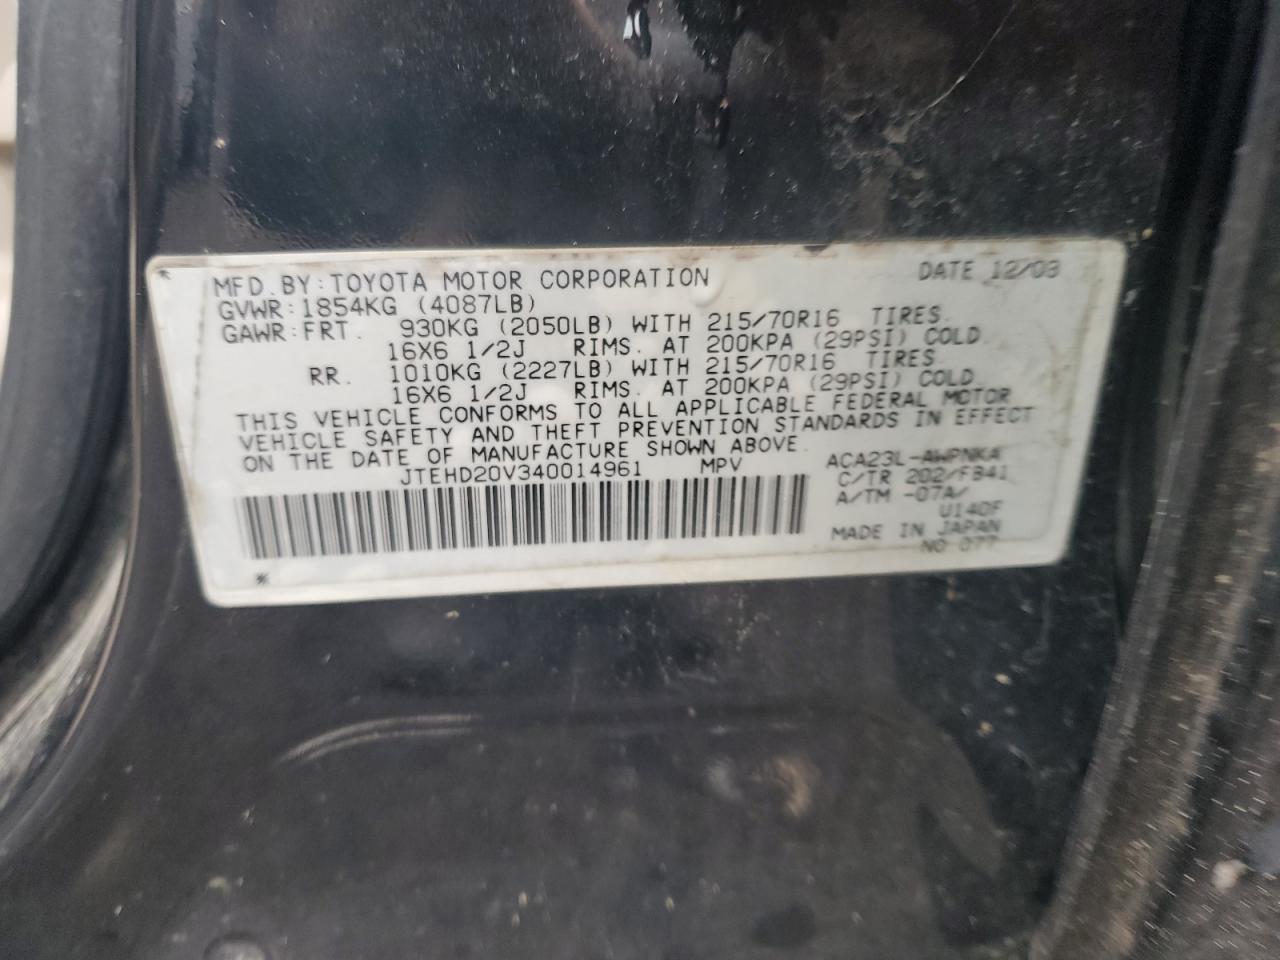 MFD. BY: TOYOTA MOTOR CORPORATION DATE 12/03
GVWR: 1854KG (4087LB)
GAWR: FRT. 930KG (2050LB) WITH 215/70R16 TIRES.
16X6 1/2J RIMS. AT 200KPA (29PSI) COLD.
RR. 1010KG (2227LB) WITH 215/70R16 TIRES.
16X6 1/2J RIMS. AT 200KPA (29PSI) COLD
THIS VEHICLE CONFORMS TO ALL APPLICABLE FEDERAL MOTOR
VEHICLE SAFETY AND THEFT PREVENTION STANDARDS IN EFFECT
ON THE DATE OF MANUFACTURE SHOWN ABOVE.
JTEHD20V340014961 MPV
ACA23L-AWPNKA
C/TR 202/FB41
A/TM -07A/
U140F
MADE IN JAPAN
NO 077